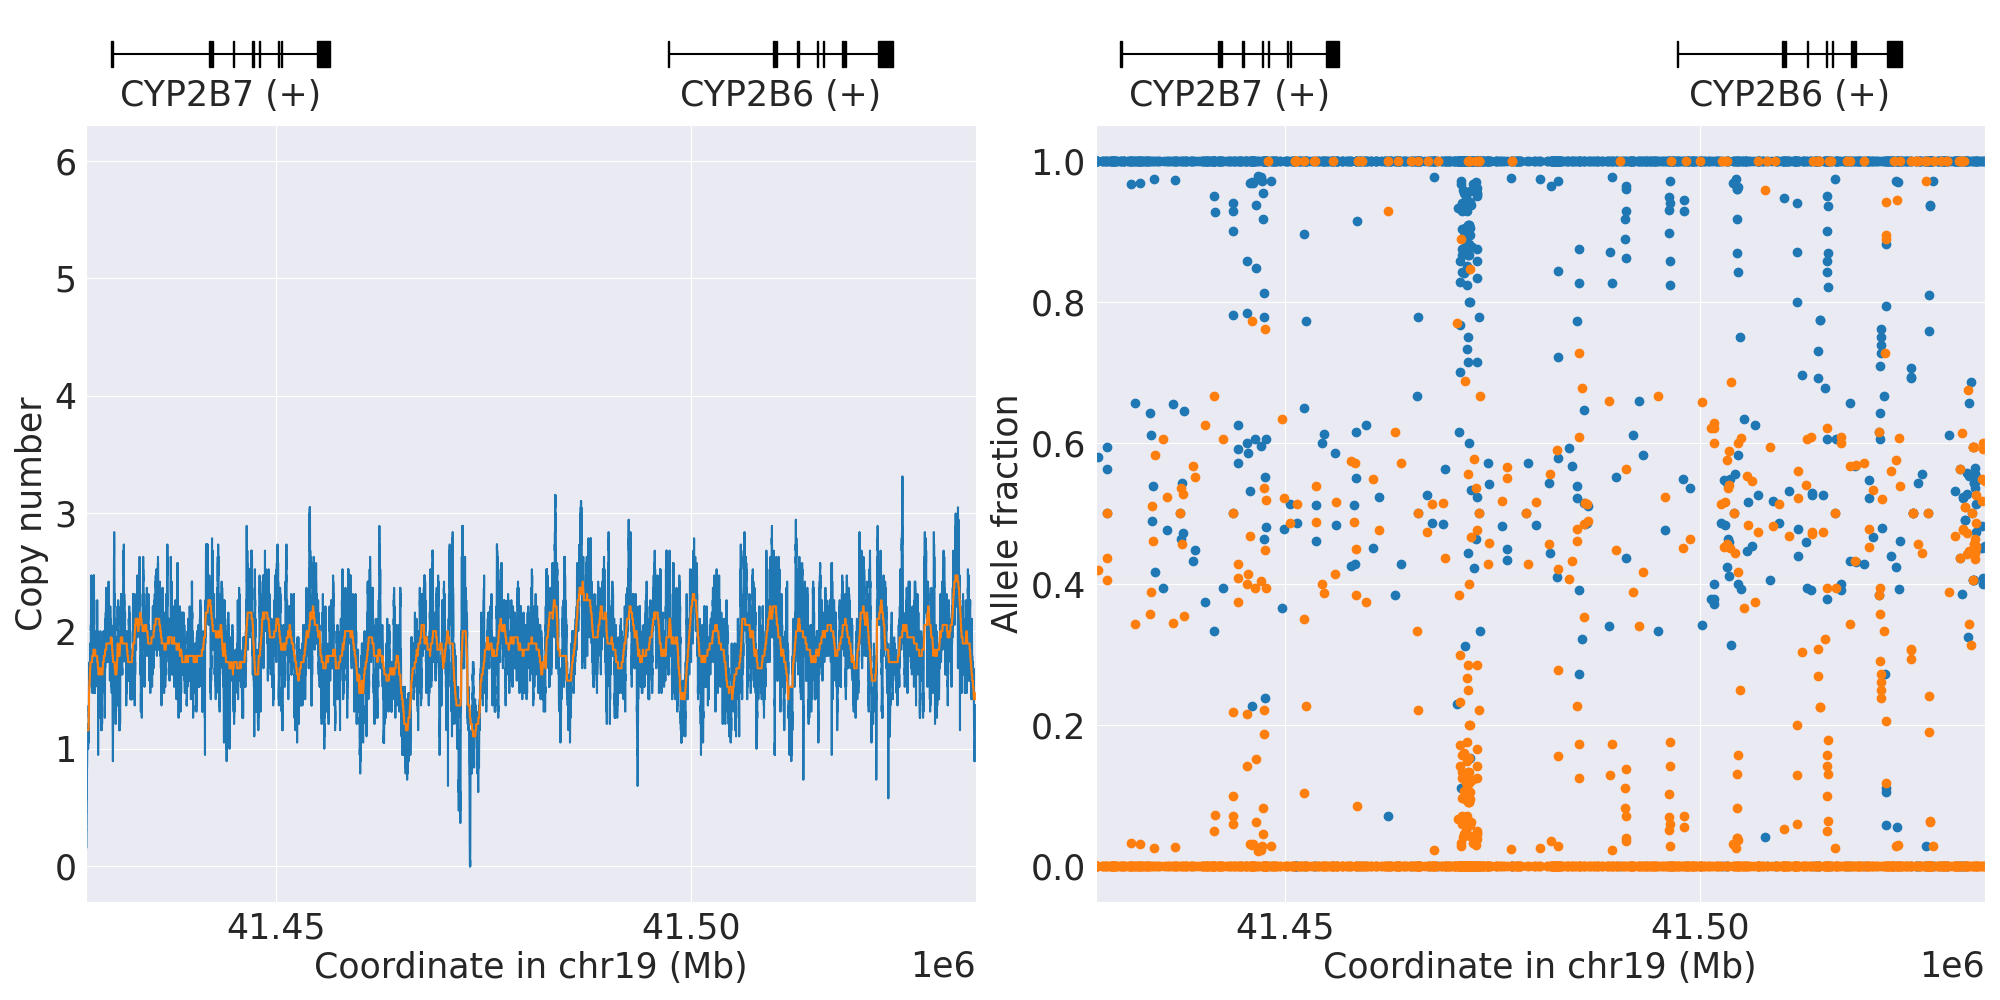 CYP2B7 (+)
CYP2B6 (+)
6
5
4
3
2
1
0
Copy number
41.45
41.50
Coordinate in chr19 (Mb)
1e6
CYP2B7 (+)
CYP2B6 (+)
1.0
0.8
0.6
0.4
0.2
0.0
Allele fraction
41.45
41.50
Coordinate in chr19 (Mb)
1e6